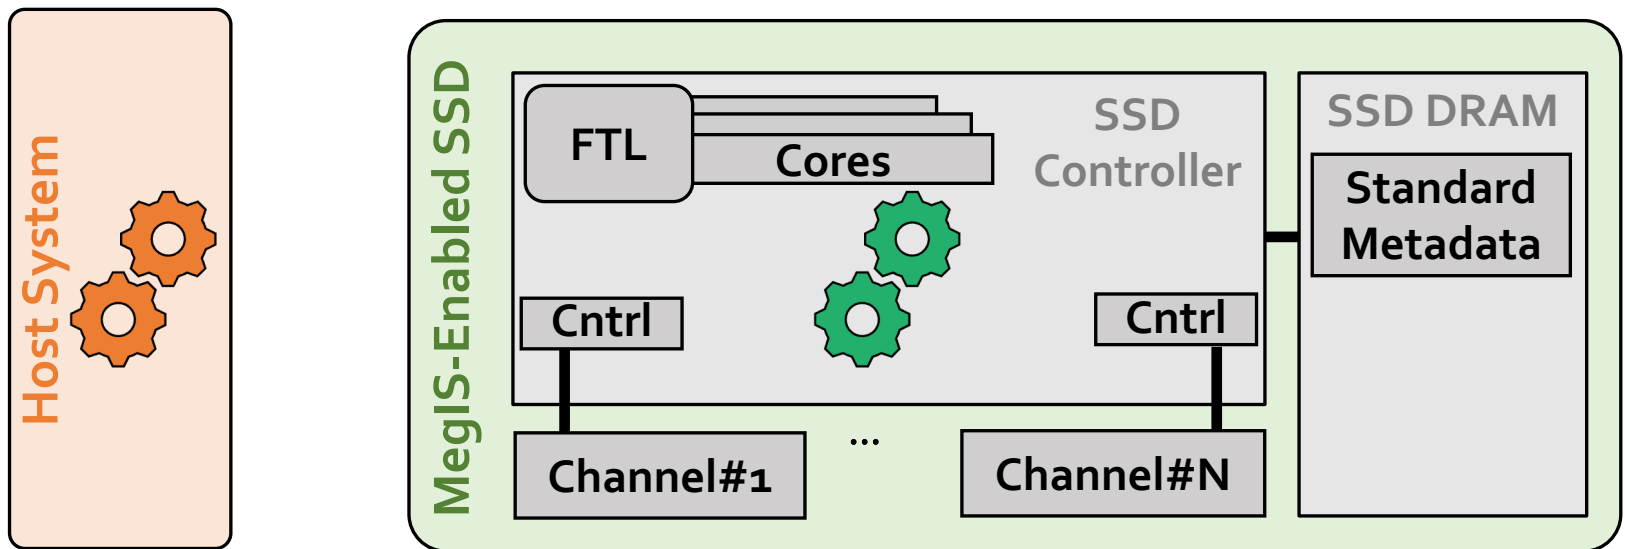 Host System
MegIS-Enabled SSD
FTL
Cores
SSD
Controller
SSD DRAM
Standard
Metadata
Cntrl
Cntrl
Channel#1
...
Channel#N